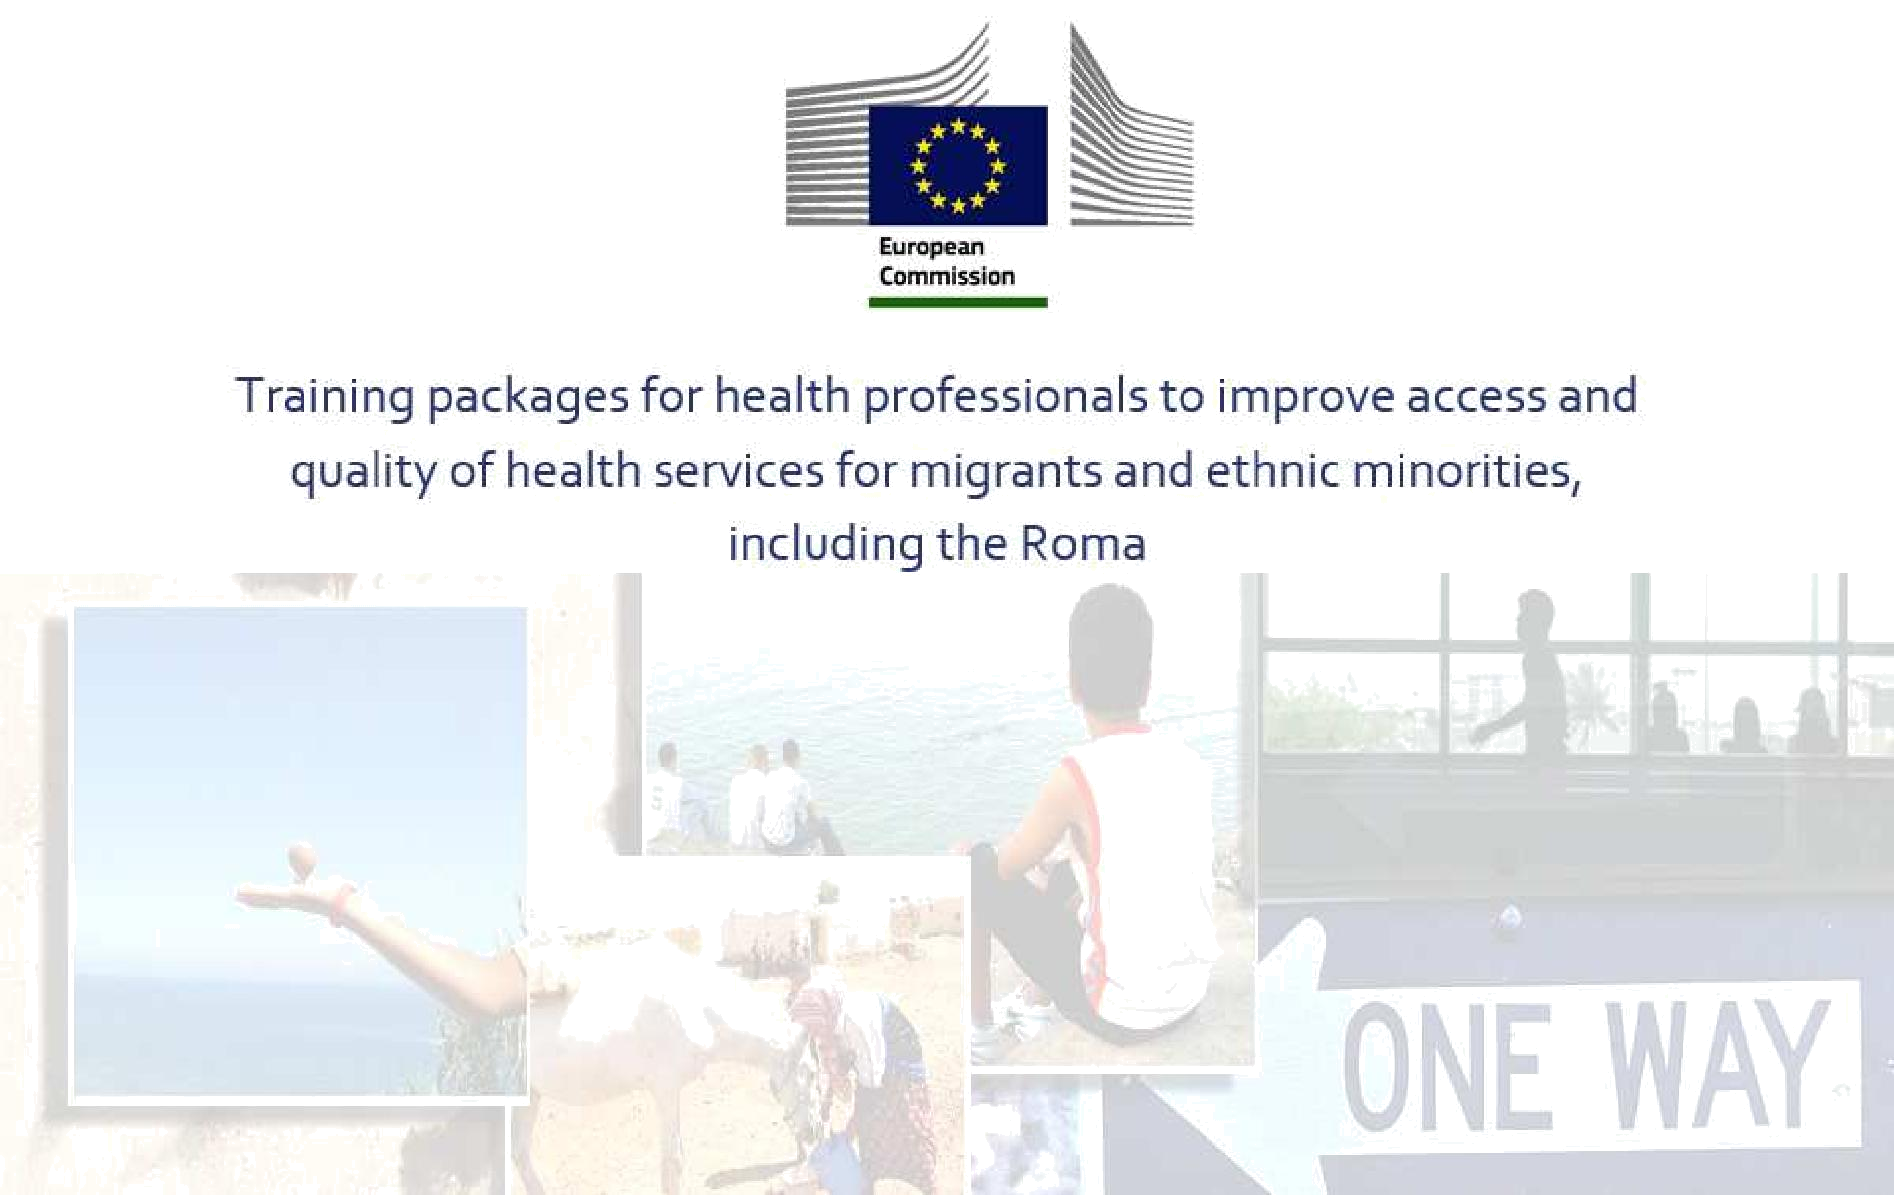 European
Commission
Training packages for health professionals to improve access and
quality of health services for migrants and ethnic minorities,
including the Roma
ONE WAY